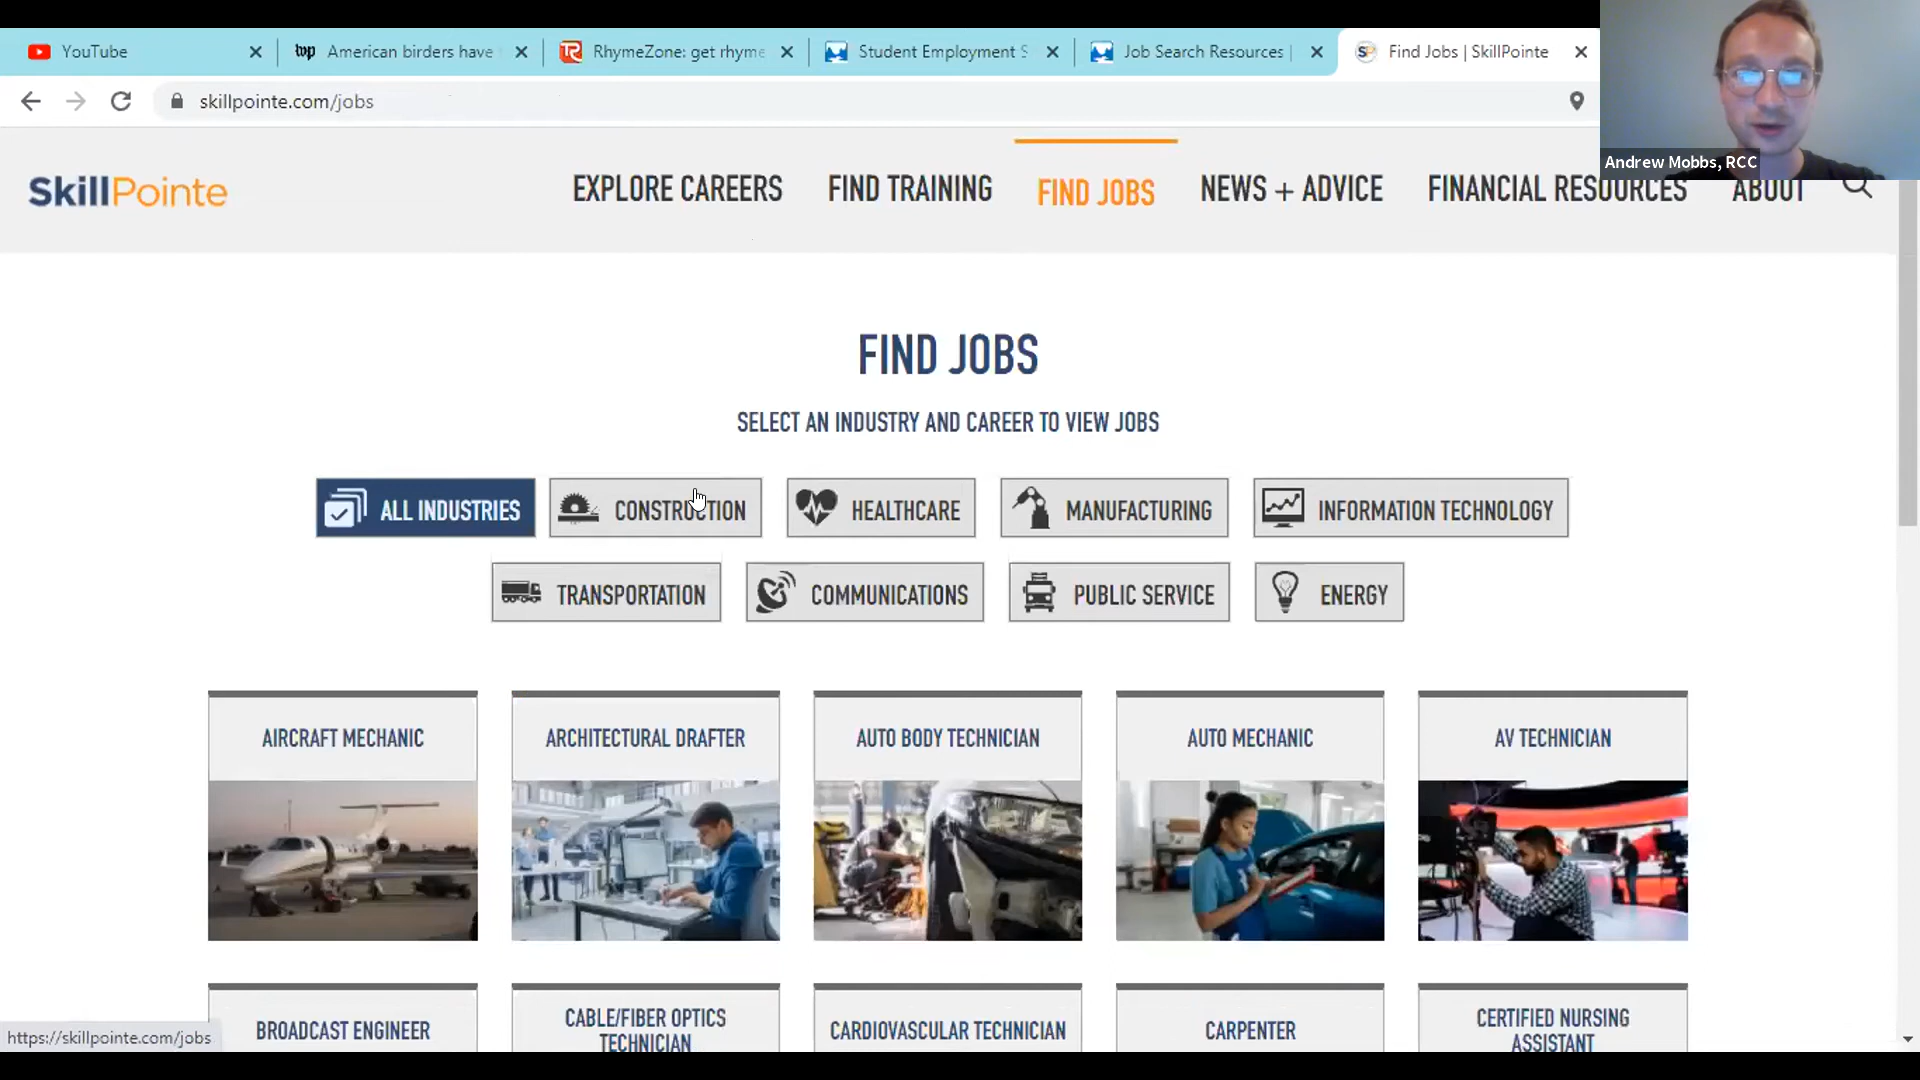 YouTube
American birders have
RhymeZone: get rhyme
Student Employment S
Job Search Resources |
Find Jobs | SkillPointe
skillpointe.com/jobs
Andrew Mobbs, RCC
SkillPointe
EXPLORE CAREERS
FIND TRAINING
FIND JOBS
NEWS + ADVICE
FINANCIAL RESOURCES
ABOUT
FIND JOBS
SELECT AN INDUSTRY AND CAREER TO VIEW JOBS
ALL INDUSTRIES
CONSTRUCTION
HEALTHCARE
MANUFACTURING
INFORMATION TECHNOLOGY
TRANSPORTATION
COMMUNICATIONS
PUBLIC SERVICE
ENERGY
AIRCRAFT MECHANIC
ARCHITECTURAL DRAFTER
AUTO BODY TECHNICIAN
AUTO MECHANIC
AV TECHNICIAN
BROADCAST ENGINEER
CABLE/FIBER OPTICS
TECHNICIAN
CARDIOVASCULAR TECHNICIAN
CARPENTER
CERTIFIED NURSING
ASSISTANT
https://skillpointe.com/jobs